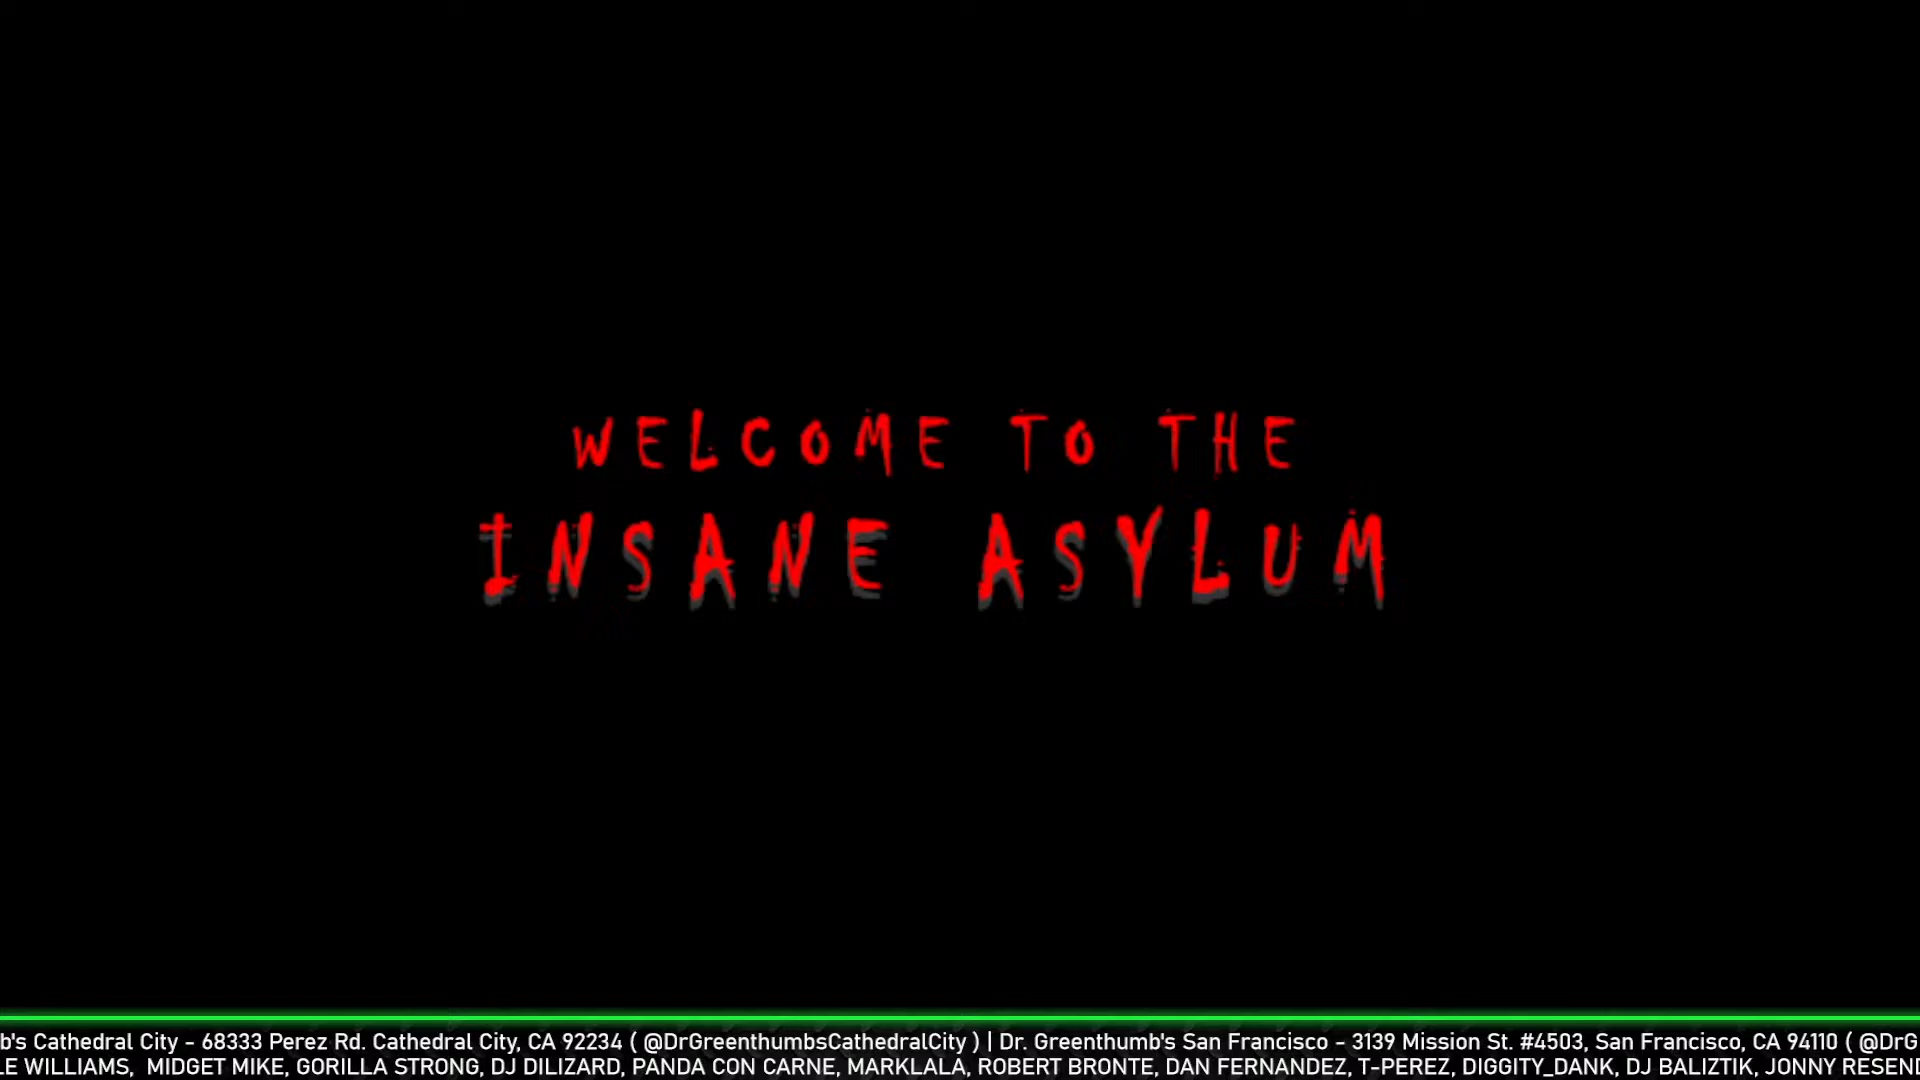 WELCOME TO THE
INSANE ASYLUM
b's Cathedral City - 68333 Perez Rd. Cathedral City, CA 92234 ( @DrGreenthumbsCathedralCity ) | Dr. Greenthumb's San Francisco - 3139 Mission St. #4503, San Francisco, CA 94110 ( @DrG
LE WILLIAMS, MIDGET MIKE, GORILLA STRONG, DJ DILIZARD, PANDA CON CARNE, MARKLALA, ROBERT BRONTE, DAN FERNANDEZ, T-PEREZ, DIGGITY_DANK, DJ BALIZTIK, JONNY RESEND